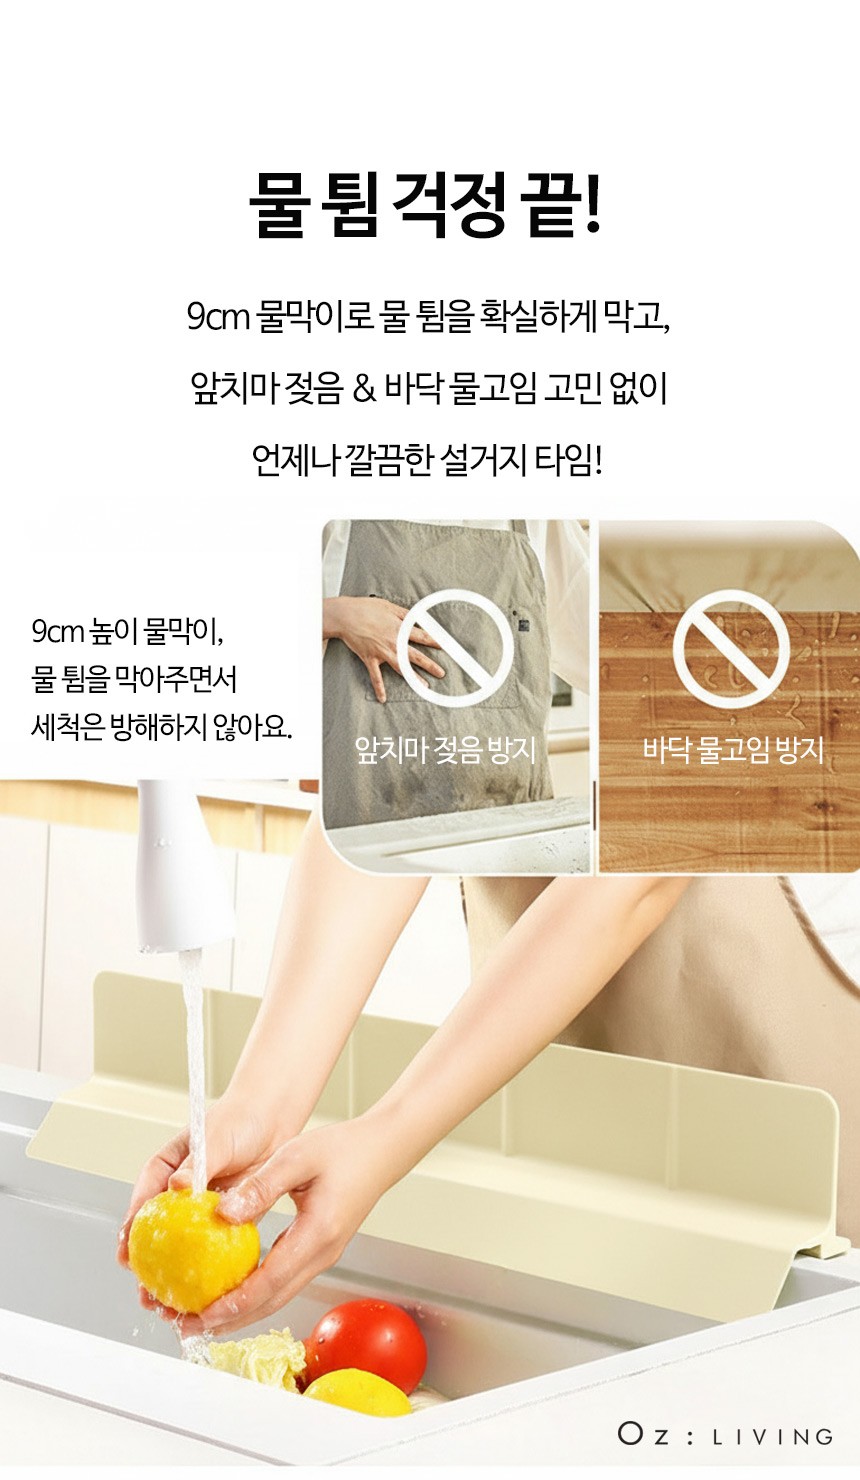 물 튐 걱정 끝!
9cm 물막이로 물 튐을 확실하게 막고,
앞치마 젖음 & 바닥 물고임 고민 없이
언제나 깔끔한 설거지 타임!
9cm 높이 물막이,
물 튐을 막아주면서
세척은 방해하지 않아요.
앞치마 젖음 방지
바닥 물고임 방지
Oz: LIVING